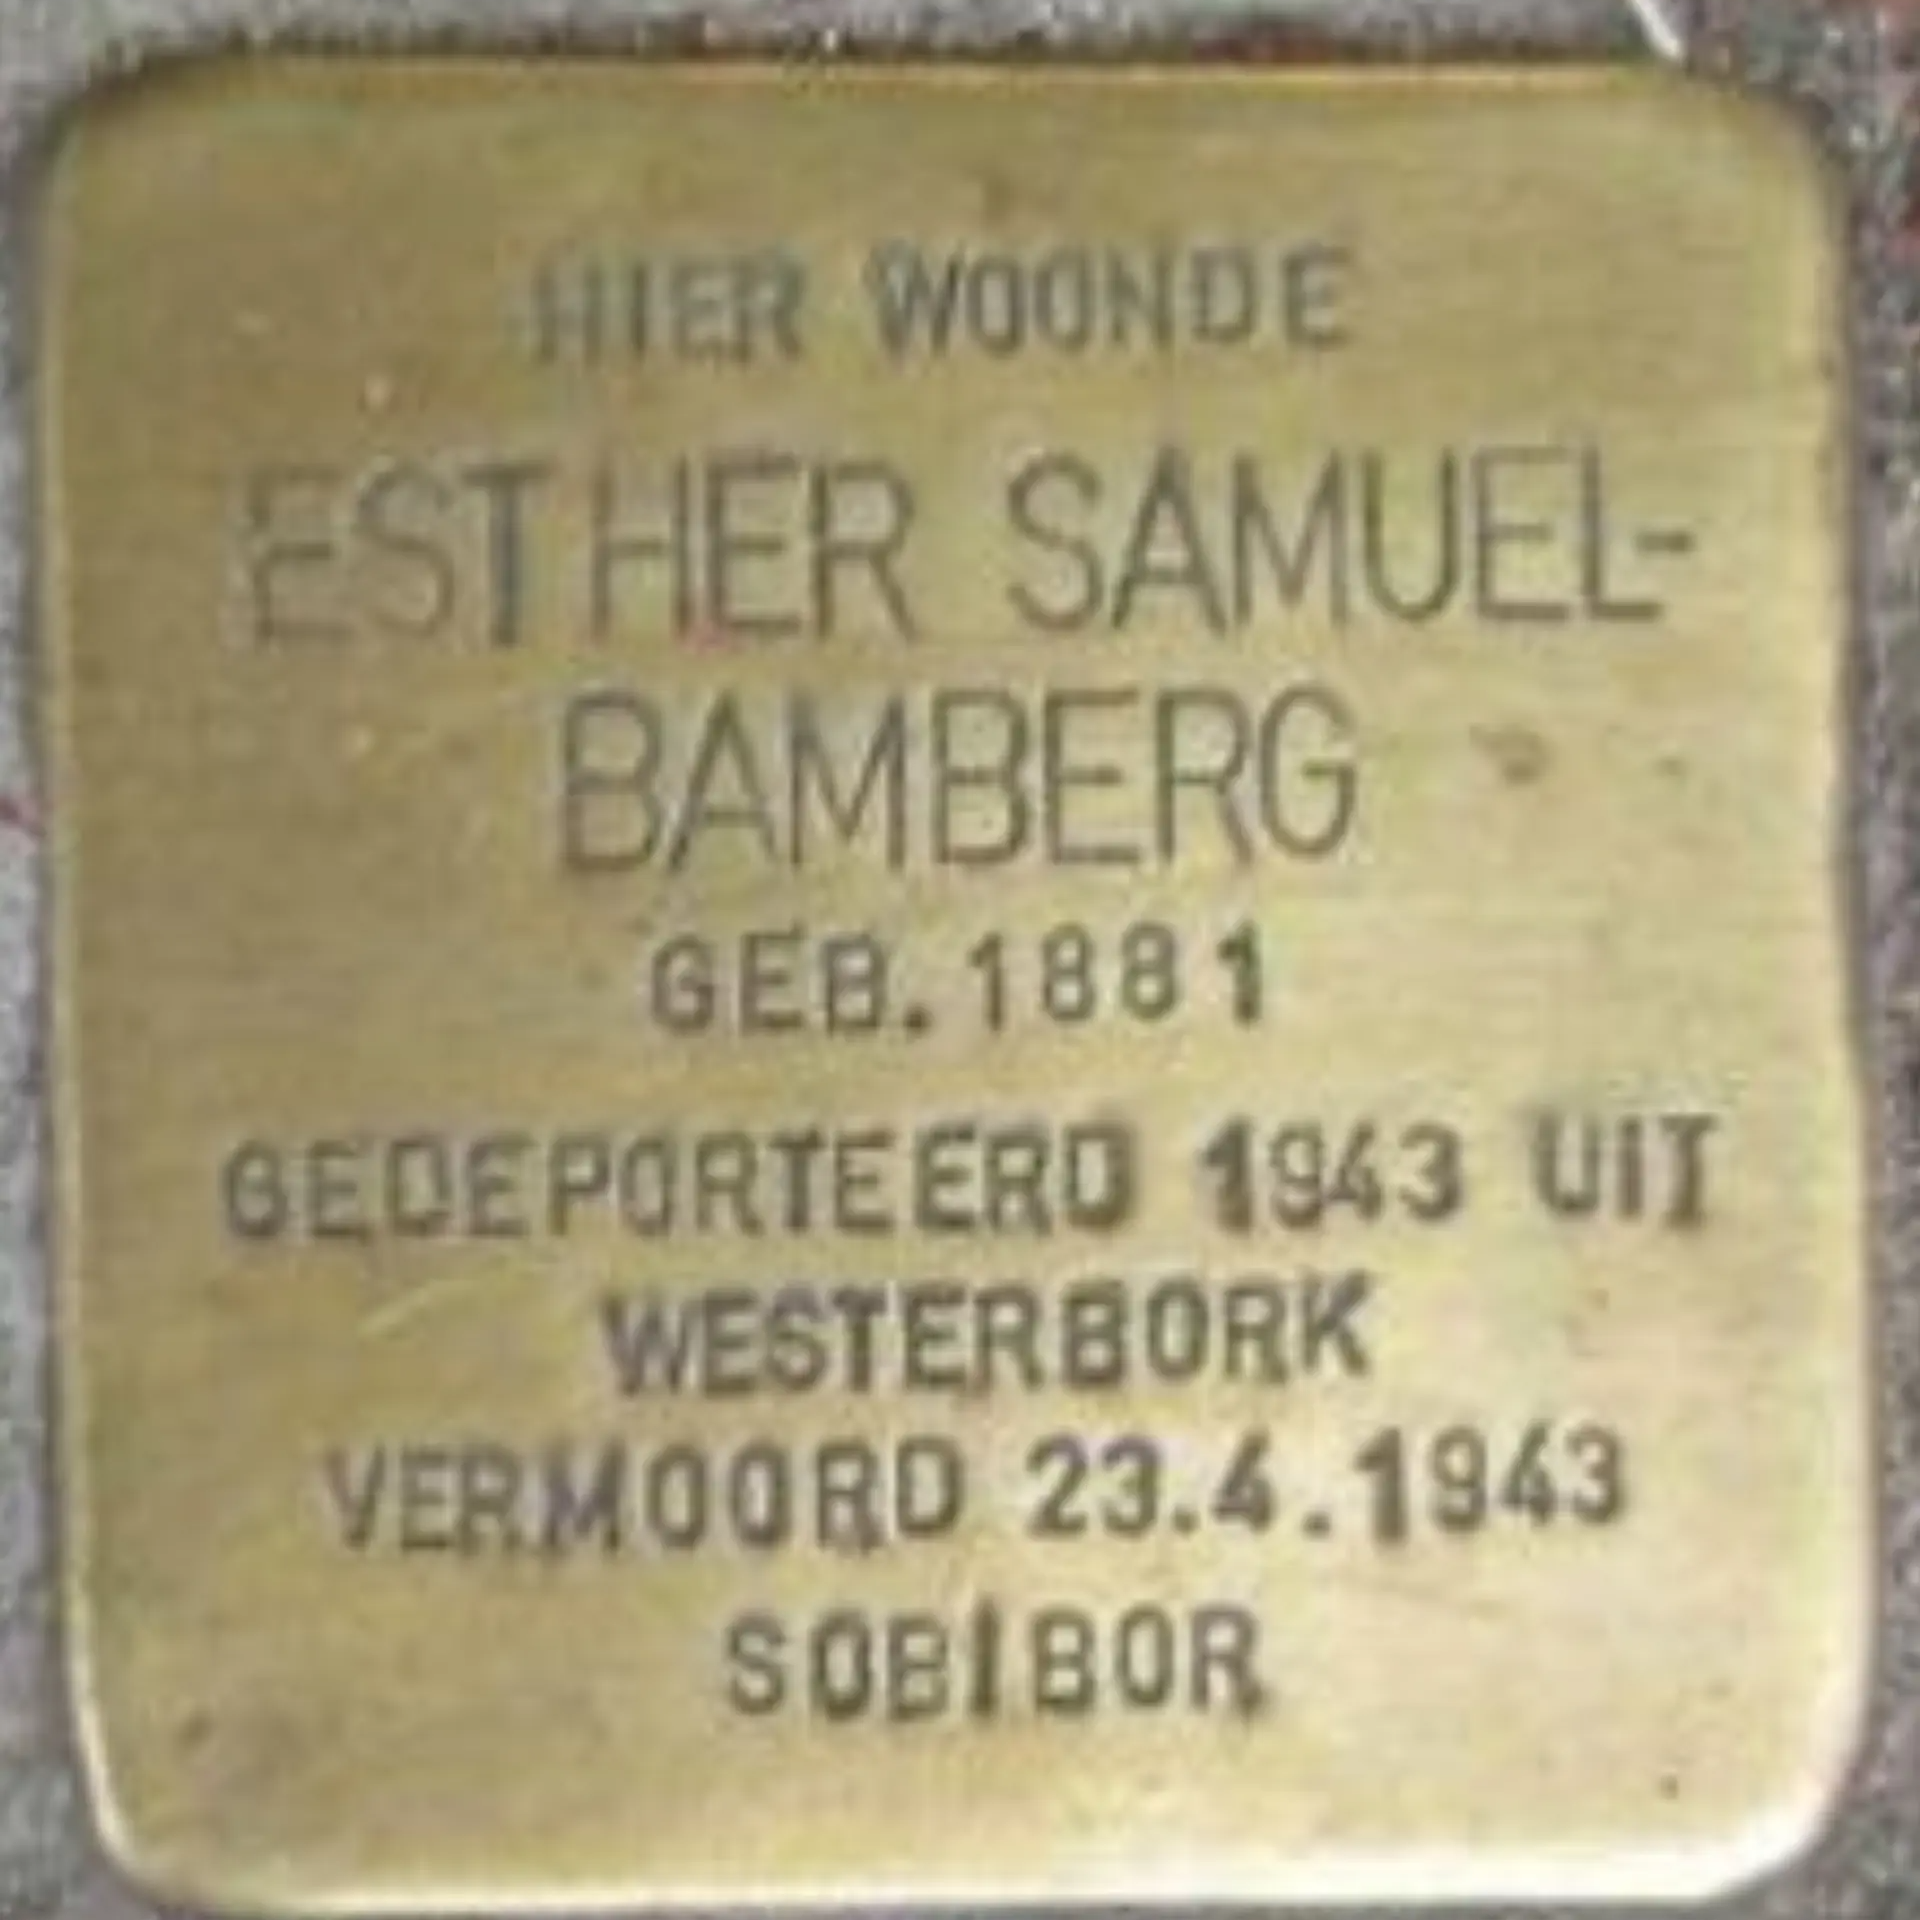 HIER WOONDE
ESTHER SAMUEL-
BAMBERG
GEB. 1881
GEDEPORTEERD 1943 UIT
WESTERBORK
VERMOORD 23.4.1943
SOBIBOR